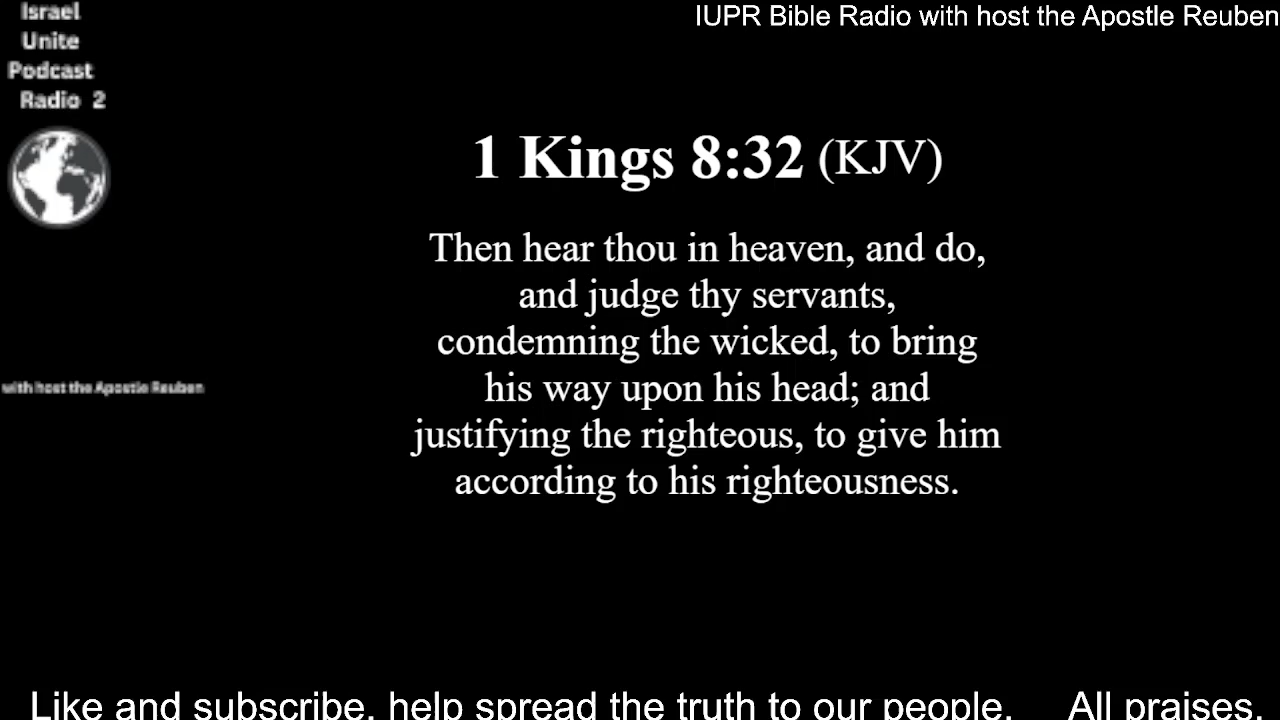 Israel
Unite
Podcast
Radio 2
IUPR Bible Radio with host the Apostle Reuben
1 Kings 8:32 (KJV)
Then hear thou in heaven, and do,
and judge thy servants,
condemning the wicked, to bring
his way upon his head; and
justifying the righteous, to give him
according to his righteousness.
with host the Apostle Reuben
Like and subscribe, help spread the truth to our people. All praises,